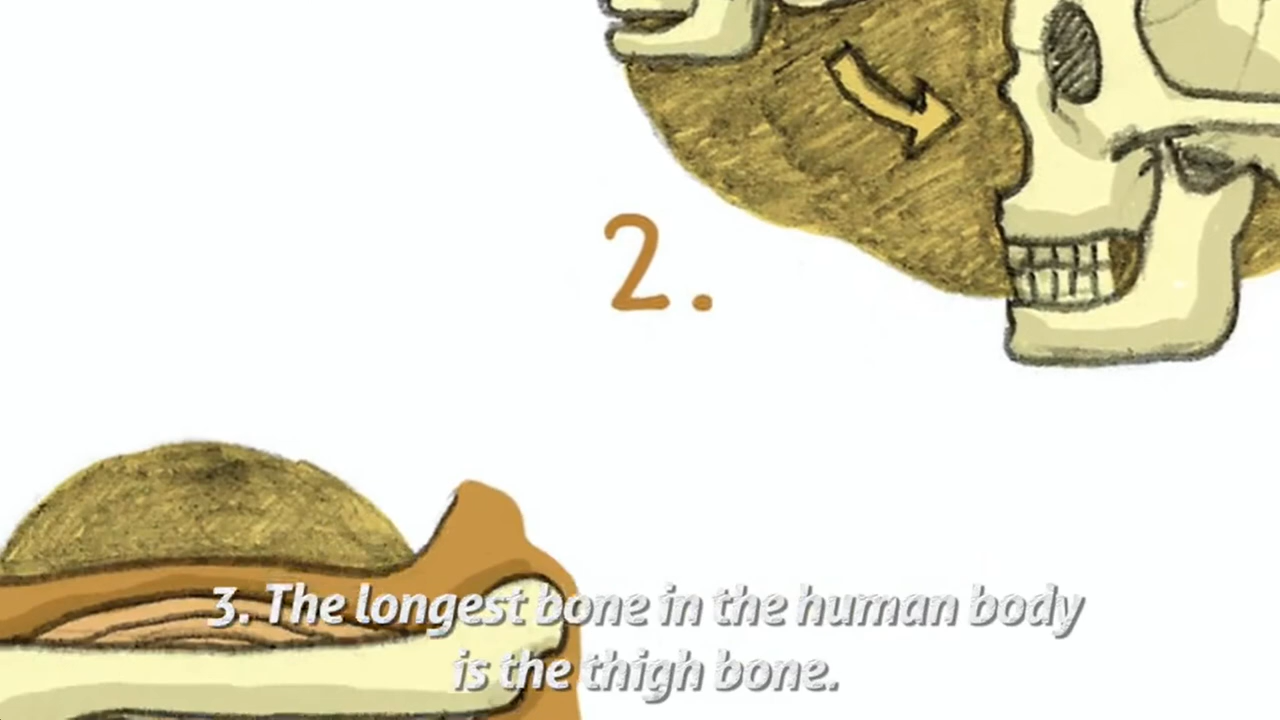 2.
3. The longest bone in the human body
is the thigh bone.